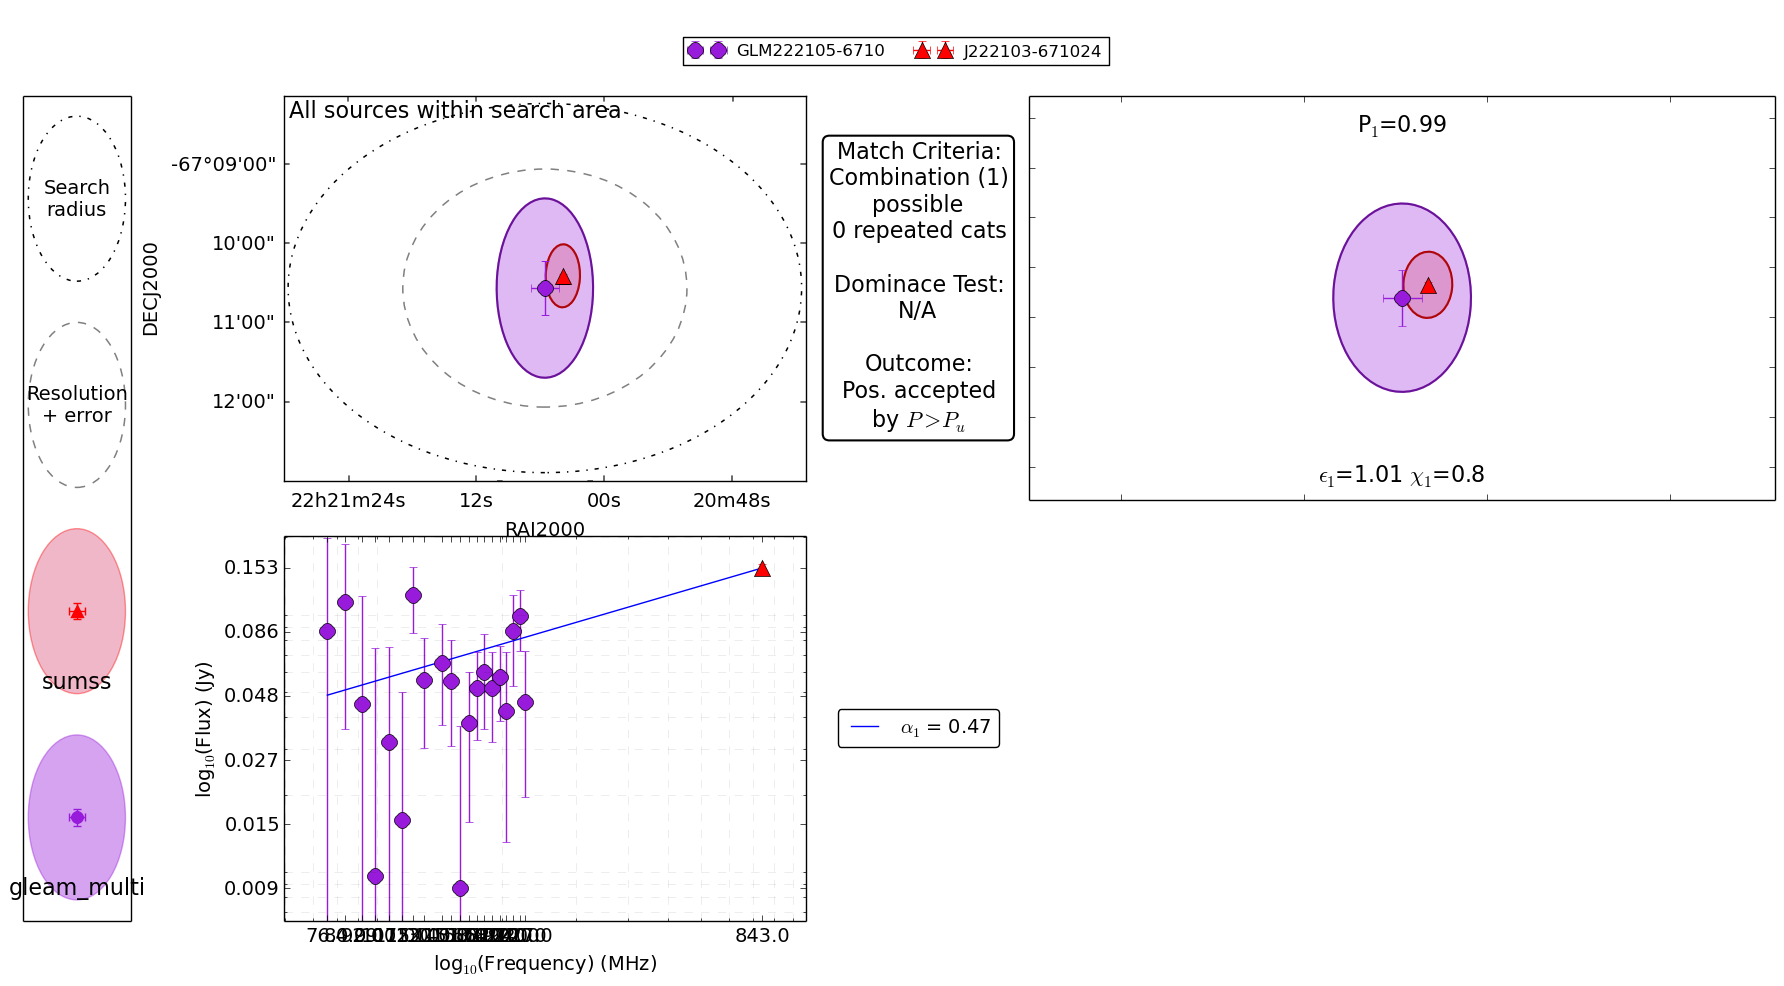 GLM222105-6710 J222103-671024
Search
radius
Resolution
+ error
sumss
gleam_multi
All sources within search area
DECJ2000
-67°09'00"
10'00"
11'00"
12'00"
22h21m24s 12s 00s 20m48s
RAJ2000
Match Criteria:
Combination (1)
possible
0 repeated cats
Dominace Test:
N/A
Outcome:
Pos. accepted
by P>Pᵤ
P₁=0.99
ϵ₁=1.01 χ₁=0.8
log₁₀(Flux) (Jy)
0.153
0.086
0.048
0.027
0.015
0.009
843.0
log₁₀(Frequency) (MHz)
α₁ = 0.47